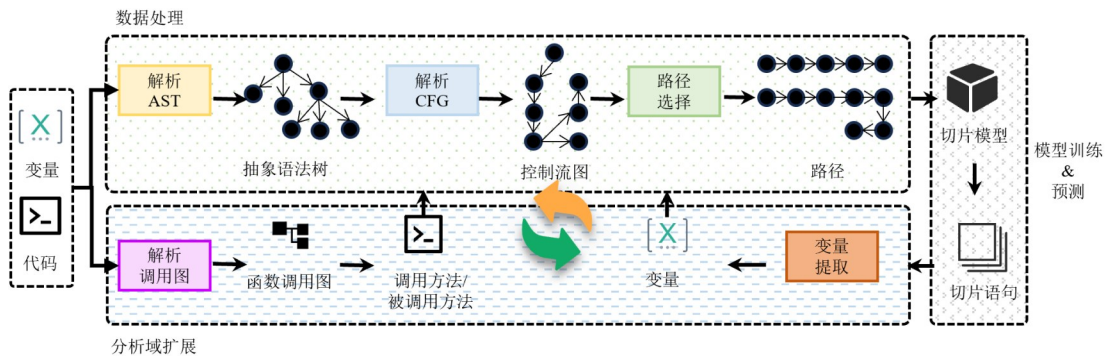 数据处理
解析
AST
抽象语法树
解析
CFG
控制流图
路径
选择
路径
[X]
...
变量
>_
代码
解析
调用图
函数调用图
>_
调用方法/
被调用方法
[X]
...
变量
变量
提取
分析域扩展
切片模型
切片语句
模型训练
&
预测